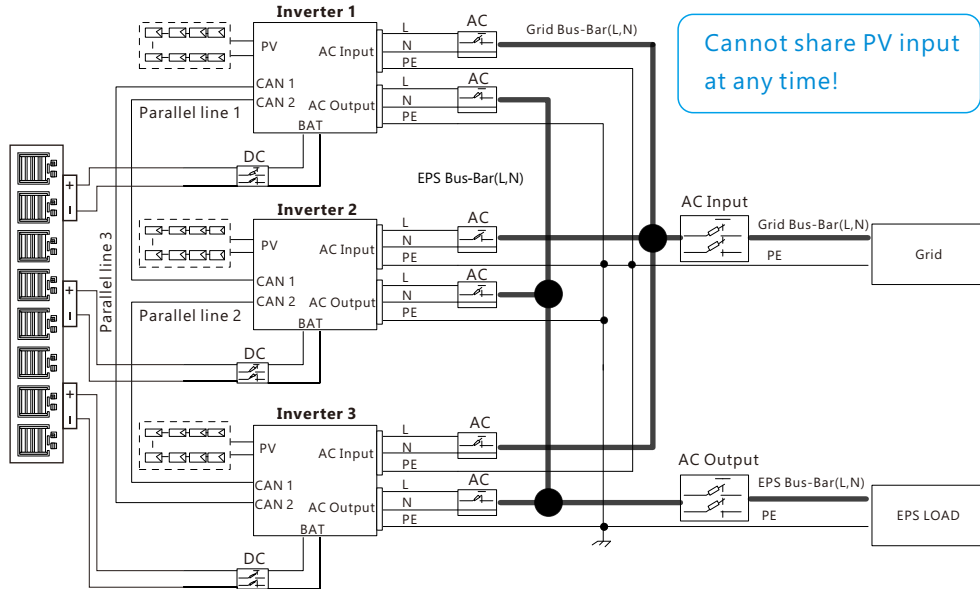 Inverter 1
AC
Grid Bus-Bar(L,N)
Cannot share PV input
at any time!
PV
AC Input
L
N
PE
CAN 1
CAN 2
AC Output
AC
L
N
PE
Parallel line 1
BAT
DC
EPS Bus-Bar(L,N)
+
-
Parallel line 3
Inverter 2
AC
AC Input
Grid Bus-Bar(L,N)
PV
AC Input
L
N
PE
PE
Grid
CAN 1
CAN 2
AC Output
AC
L
N
PE
Parallel line 2
BAT
DC
+
-
Inverter 3
AC
PV
AC Input
L
N
PE
+
-
CAN 1
CAN 2
AC Output
AC
L
N
PE
AC Output
EPS Bus-Bar(L,N)
PE
EPS LOAD
BAT
DC